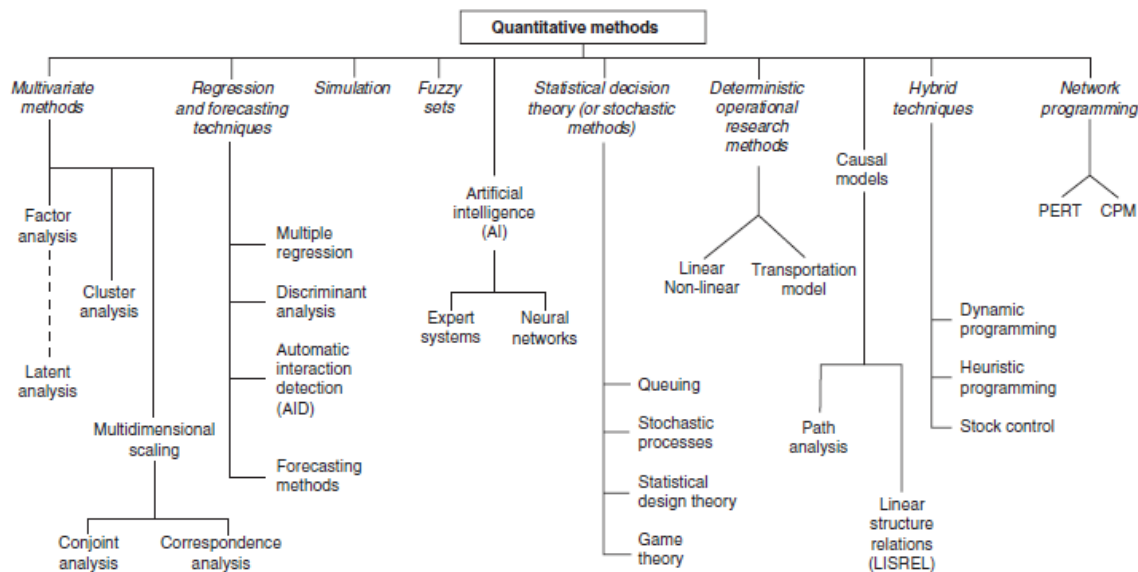 Quantitative methods
Multivariate
methods
Regression
and forecasting
techniques
Simulation
Fuzzy
sets
Statistical decision
theory (or stochastic
methods)
Deterministic
operational
research
methods
Hybrid
techniques
Network
programming
Causal
models
PERT
CPM
Artificial
intelligence
(AI)
Factor
analysis
Multiple
regression
Linear
Non-linear
Transportation
model
Cluster
analysis
Discriminant
analysis
Expert
systems
Neural
networks
Dynamic
programming
Latent
analysis
Automatic
interaction
detection
(AID)
Heuristic
programming
Queuing
Multidimensional
scaling
Stochastic
processes
Path
analysis
Stock control
Forecasting
methods
Statistical
design theory
Linear
structure
relations
(LISREL)
Conjoint
analysis
Correspondence
analysis
Game
theory